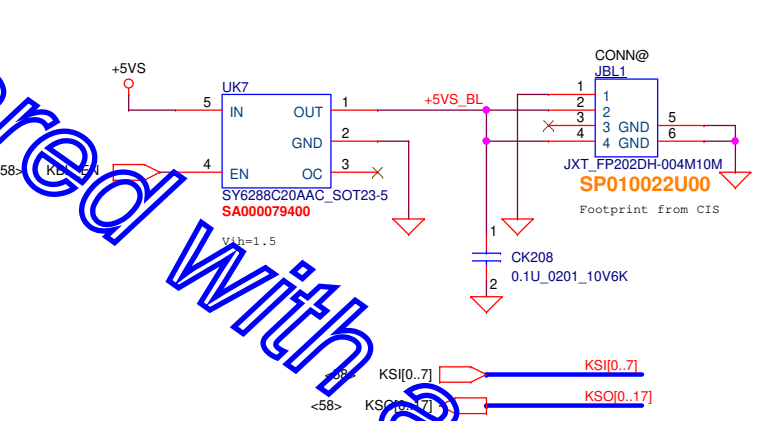 +5VS
CONN@
JBL1
UK7
5 IN OUT 1
GND 2
4 EN OC 3
58>
SY6288C20AAC_SOT23-5
SA000079400
Vih=1.5
+5VS_BL
1 1
2 2
3 3 GND 5
4 4 GND 6
JXT_FP202DH-004M10M
SP010022U00
Footprint from CIS
1
CK208
0.1U_0201_10V6K
2
ered with a
KSI[0..7] KSI[0..7]
<58> KSO[0..17]